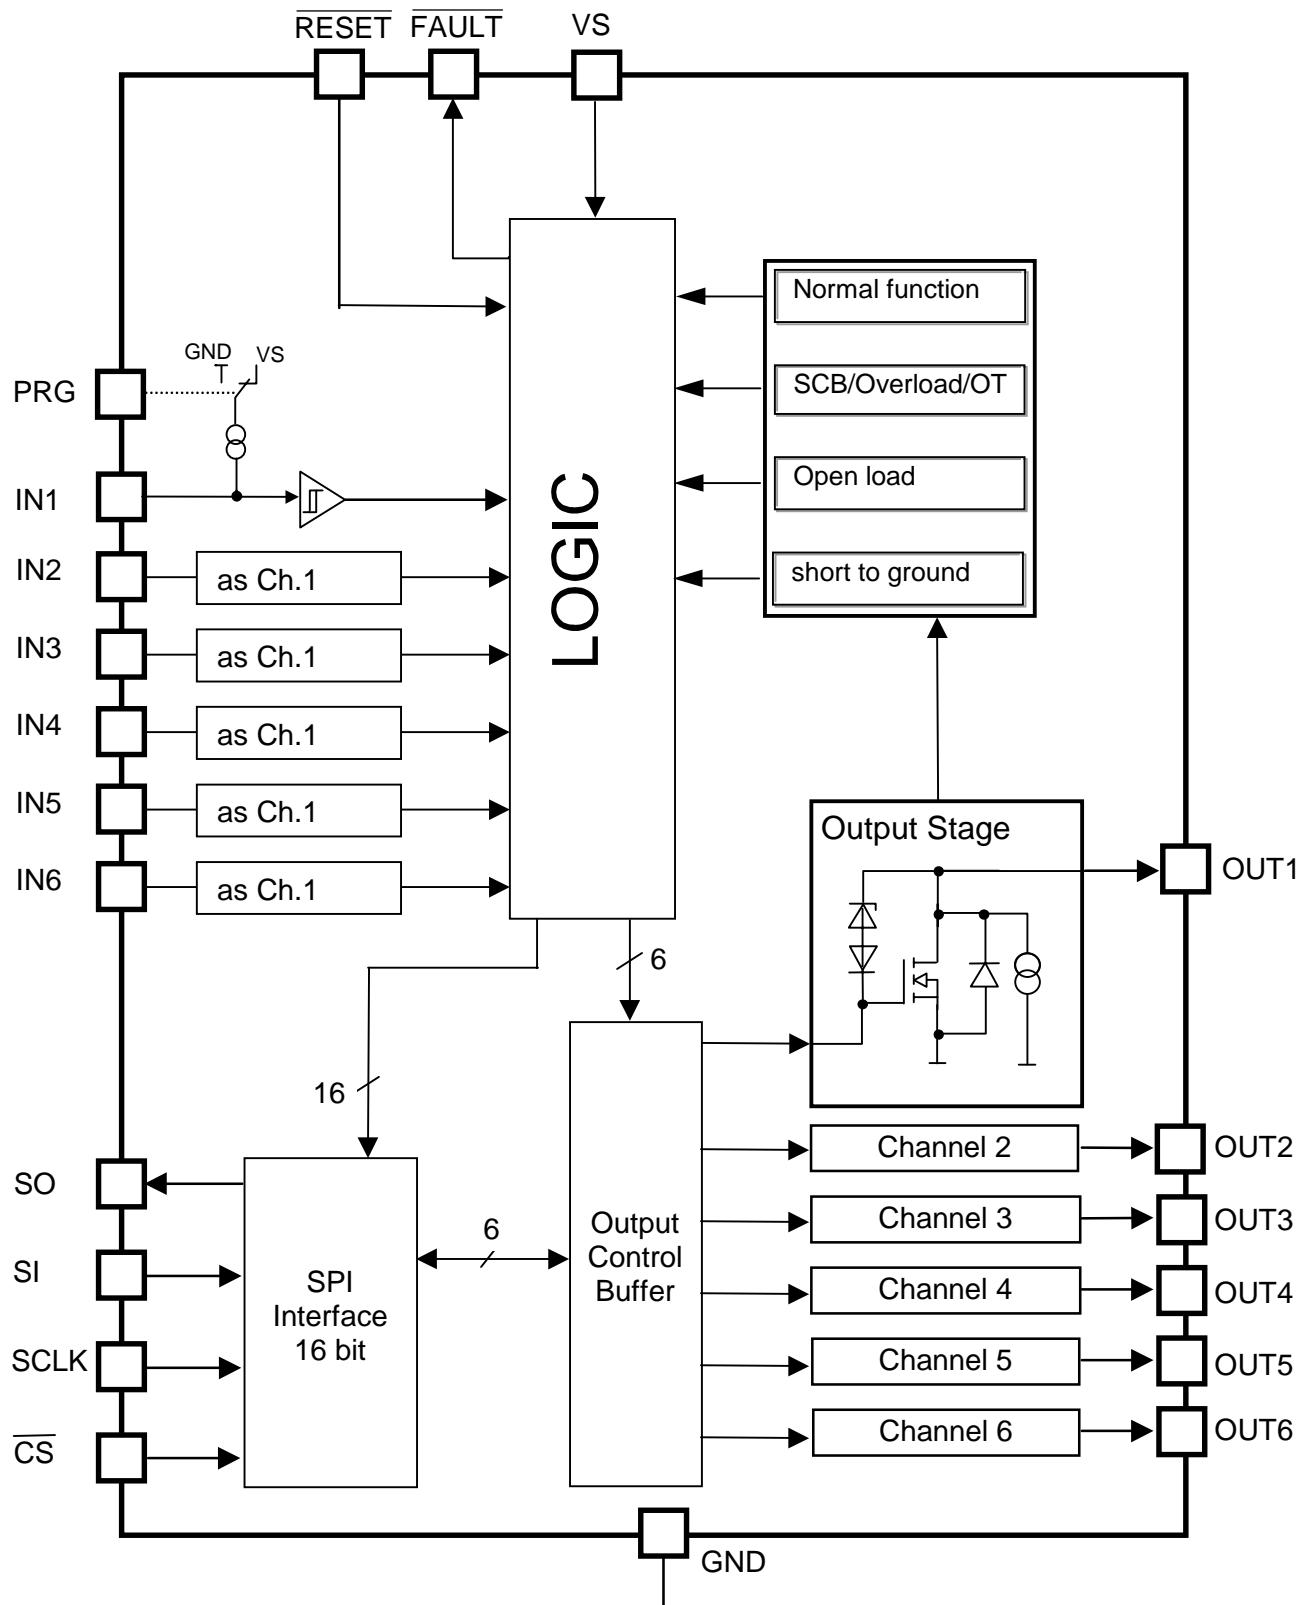 RESET FAULT VS
GND VS
PRG
Normal function
SCB/Overload/OT
Open load
short to ground
LOGIC
IN1
IN2
as Ch.1
IN3
as Ch.1
IN4
as Ch.1
IN5
as Ch.1
IN6
as Ch.1
Output Stage
OUT1
6
16
SO
SI
SCLK
CS
SPI
Interface
16 bit
6
Output
Control
Buffer
Channel 2
OUT2
Channel 3
OUT3
Channel 4
OUT4
Channel 5
OUT5
Channel 6
OUT6
GND